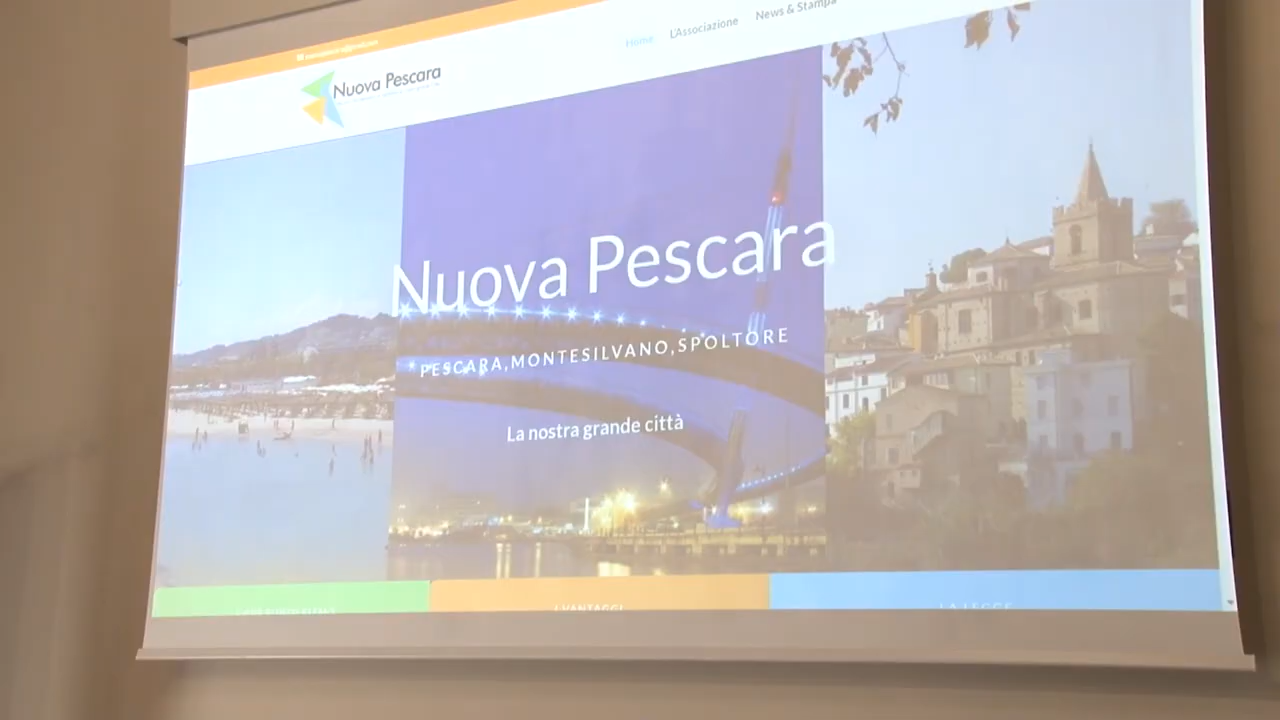 Home L'Associazione News & Stampa
Nuova Pescara
Nuova Pescara
PESCARA,MONTESILVANO,SPOLTORE
La nostra grande città
I VANTAGGI
LA LEGGE